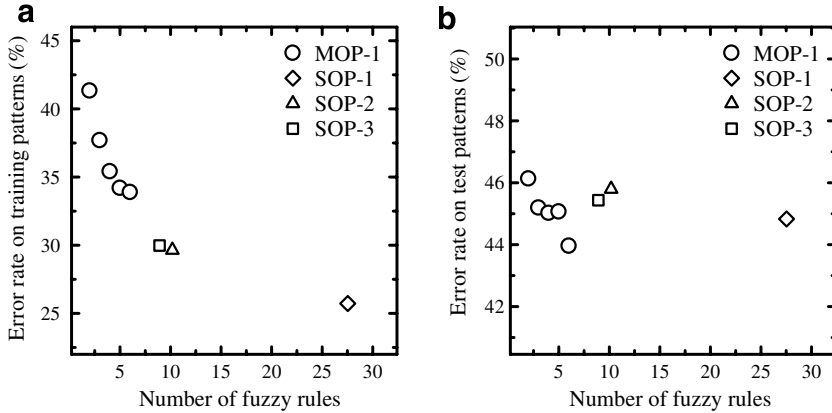 a
Error rate on training patterns (%)
45
40
35
30
25
5 10 15 20 25 30
Number of fuzzy rules
MOP-1
SOP-1
SOP-2
SOP-3
b
Error rate on test patterns (%)
50
48
46
44
42
5 10 15 20 25 30
Number of fuzzy rules
MOP-1
SOP-1
SOP-2
SOP-3